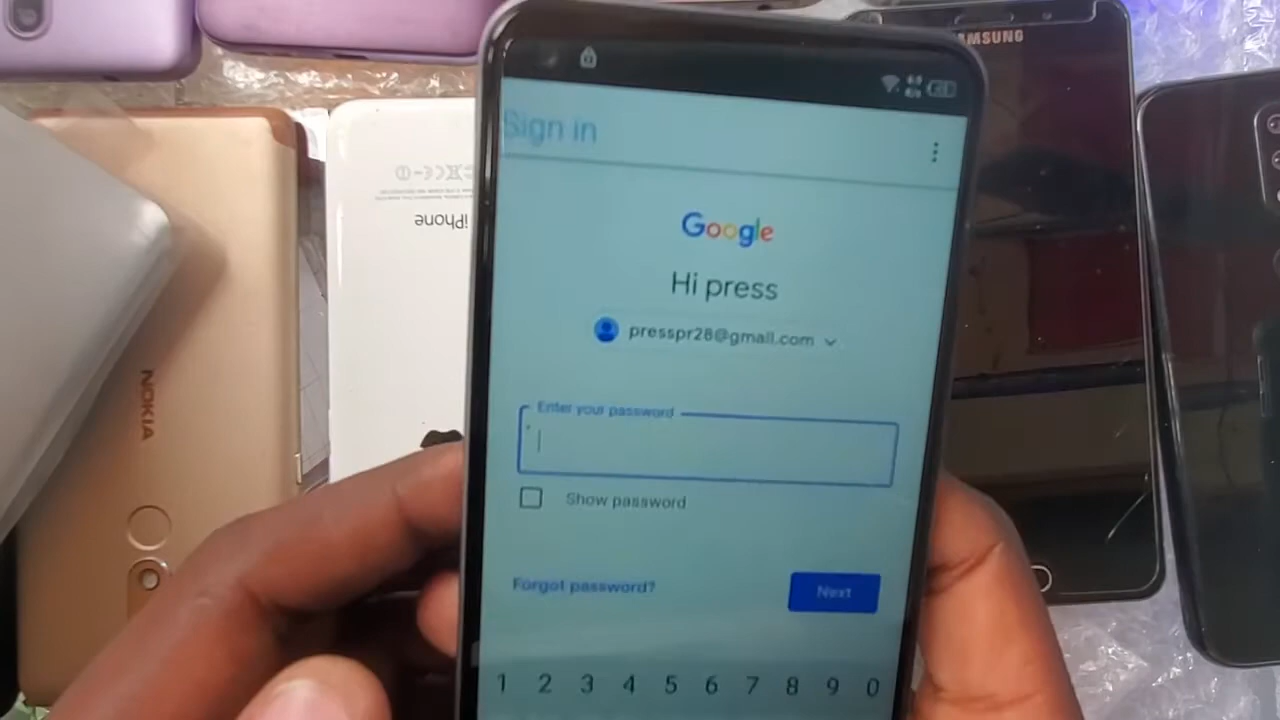 SAMSUNG
Sign in
Google
Hi press
presspr28@gmail.com
Enter your password
Show password
Forgot password?
Next
1 2 3 4 5 6 7 8 9 0
iPhone
NOKIA